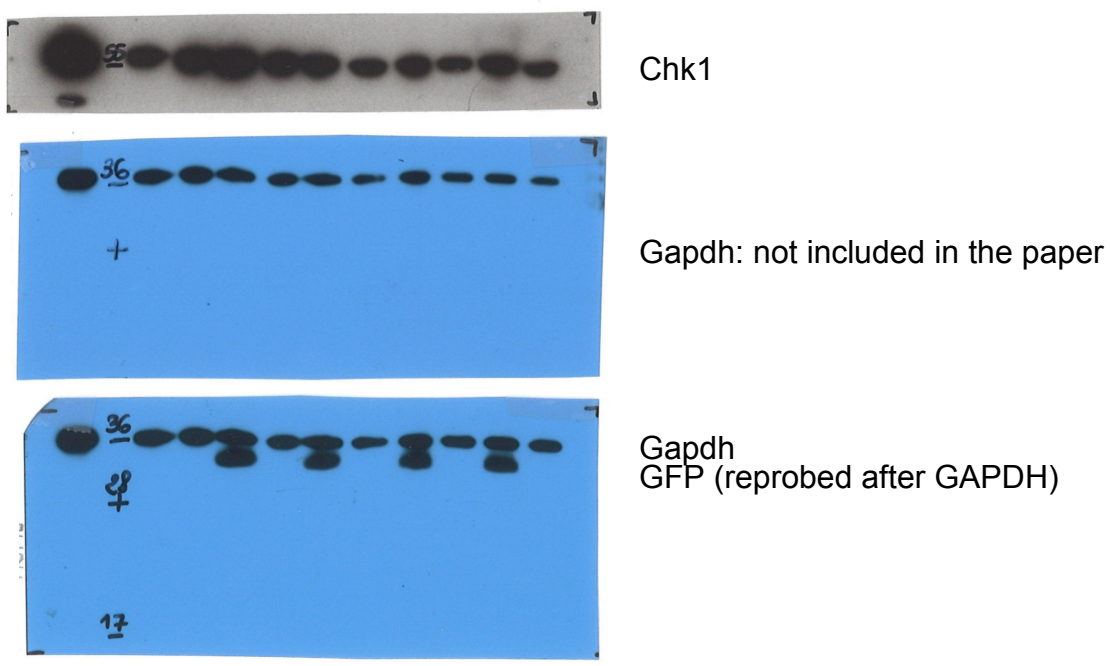 55
Chk1
36
+
Gapdh: not included in the paper
36
Gapdh
28
GFP (reprobed after GAPDH)
+
17